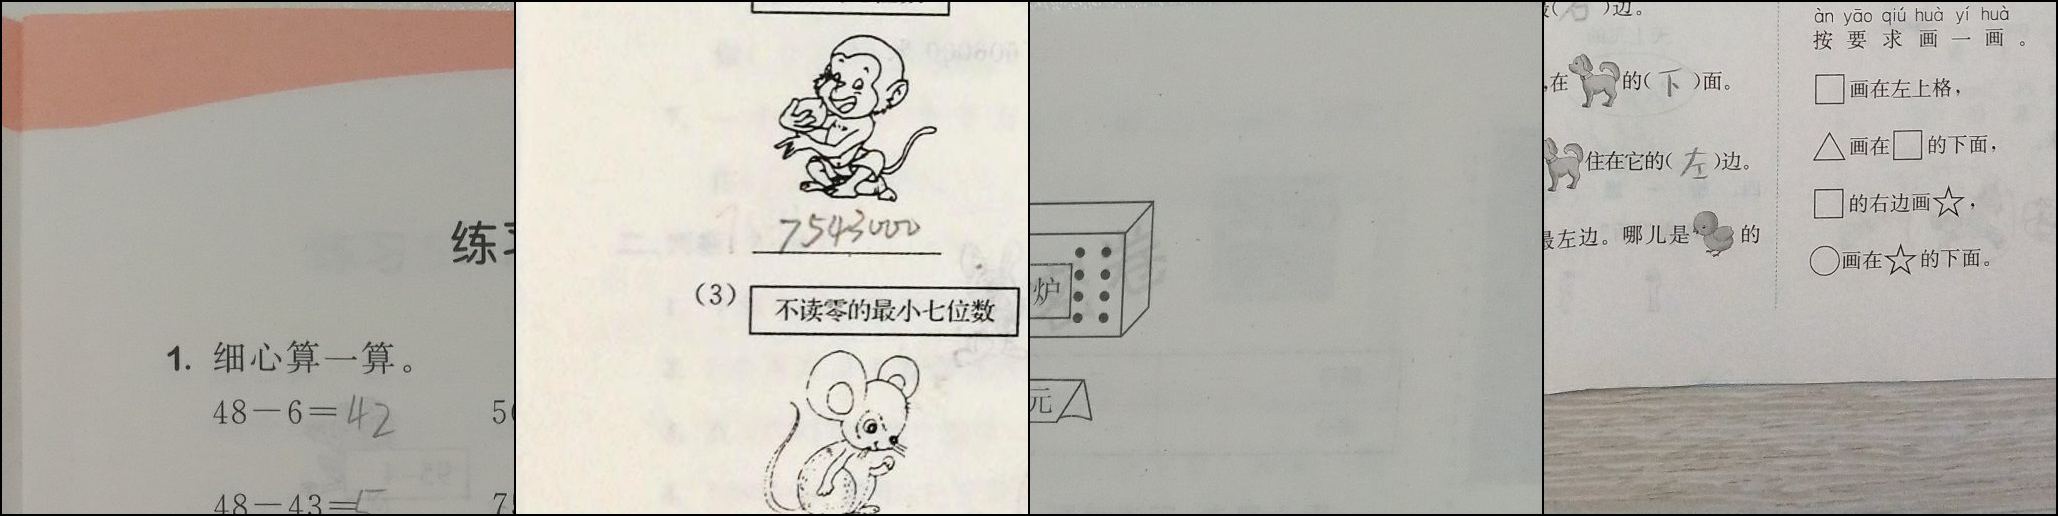 练习
1. 细心算一算。
48－6＝42
48－43＝5
7543000
（3） 不读零的最小七位数
炉
元
)边。
在的(下)面。
住在它的(左)边。
最左边。哪儿是的
àn yāo qiú huà yí huà
按要求画一画。
□画在左上格，
△画在□的下面，
□的右边画☆，
○画在☆的下面。